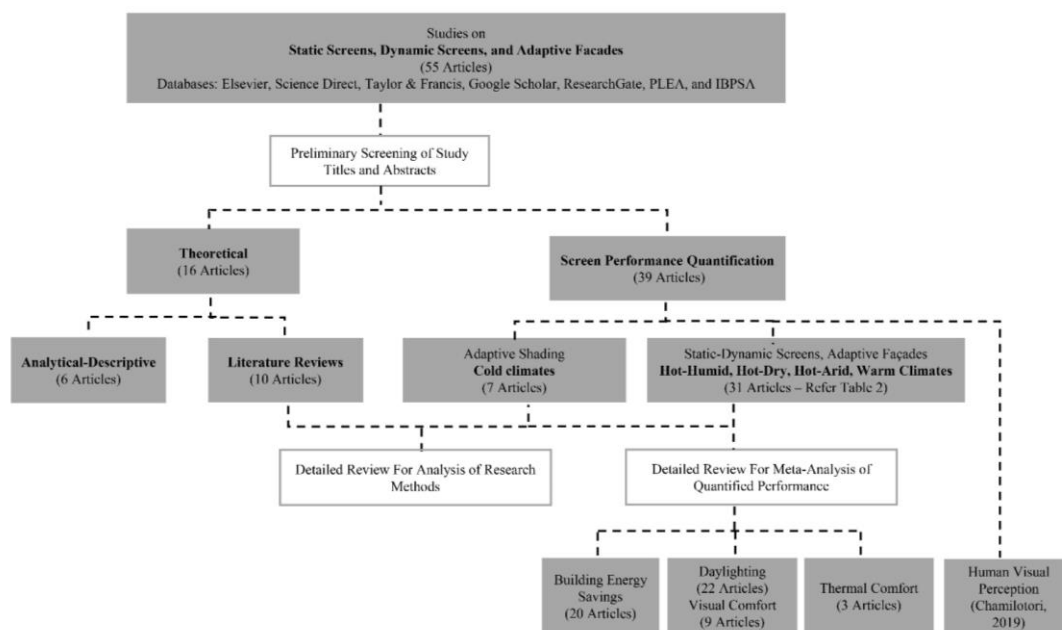 Studies on
Static Screens, Dynamic Screens, and Adaptive Facades
(55 Articles)
Databases: Elsevier, Science Direct, Taylor & Francis, Google Scholar, ResearchGate, PLEA, and IBPSA
Preliminary Screening of Study
Titles and Abstracts
Theoretical
(16 Articles)
Screen Performance Quantification
(39 Articles)
Analytical-Descriptive
(6 Articles)
Literature Reviews
(10 Articles)
Adaptive Shading
Cold climates
(7 Articles)
Static-Dynamic Screens, Adaptive Façades
Hot-Humid, Hot-Dry, Hot-Arid, Warm Climates
(31 Articles – Refer Table 2)
Detailed Review For Analysis of Research
Methods
Detailed Review For Meta-Analysis of
Quantified Performance
Building Energy
Savings
(20 Articles)
Daylighting
(22 Articles)
Visual Comfort
(9 Articles)
Thermal Comfort
(3 Articles)
Human Visual
Perception
(Chamilotori,
2019)